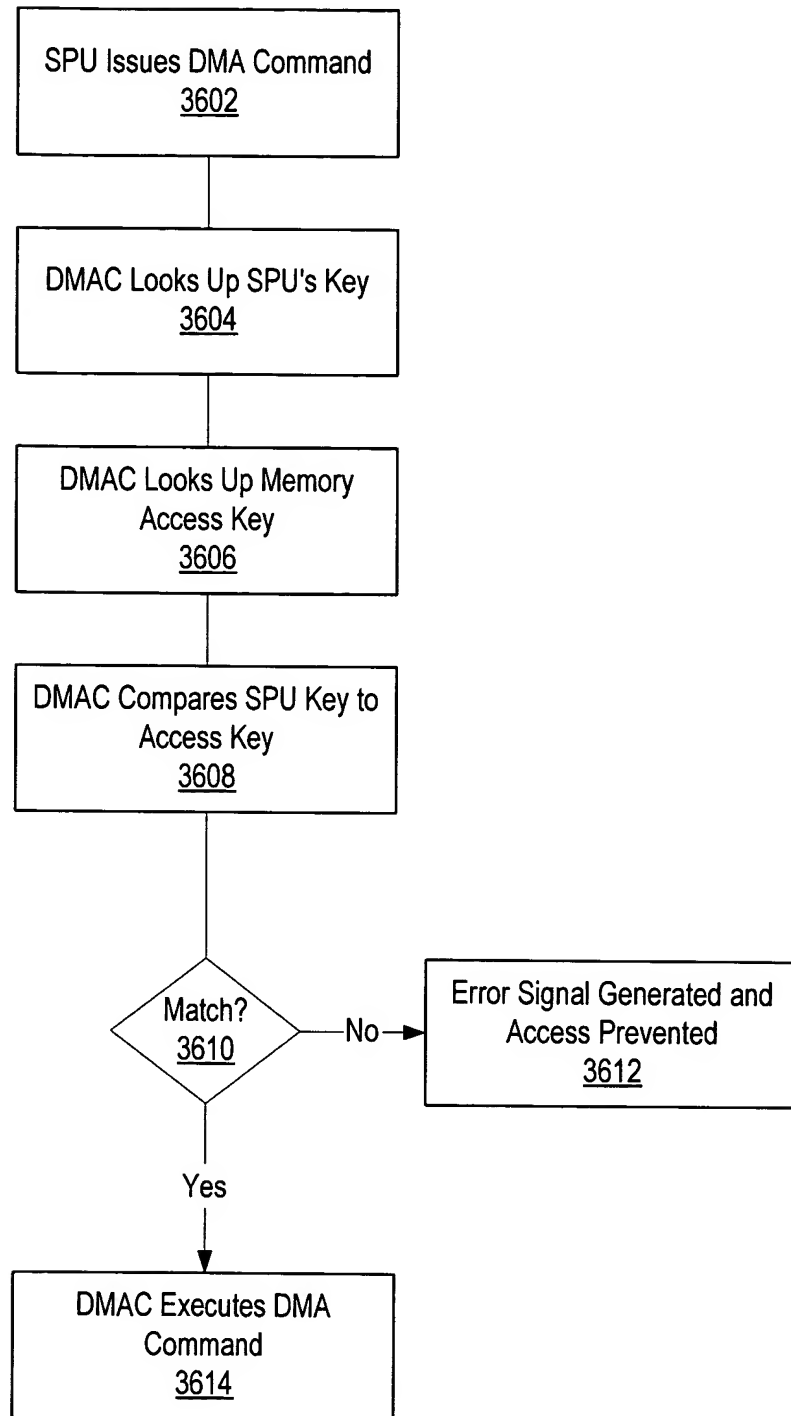 SPU Issues DMA Command
3602
DMAC Looks Up SPU's Key
3604
DMAC Looks Up Memory
Access Key
3606
DMAC Compares SPU Key to
Access Key
3608
Match?
3610
No
Error Signal Generated and
Access Prevented
3612
Yes
DMAC Executes DMA
Command
3614